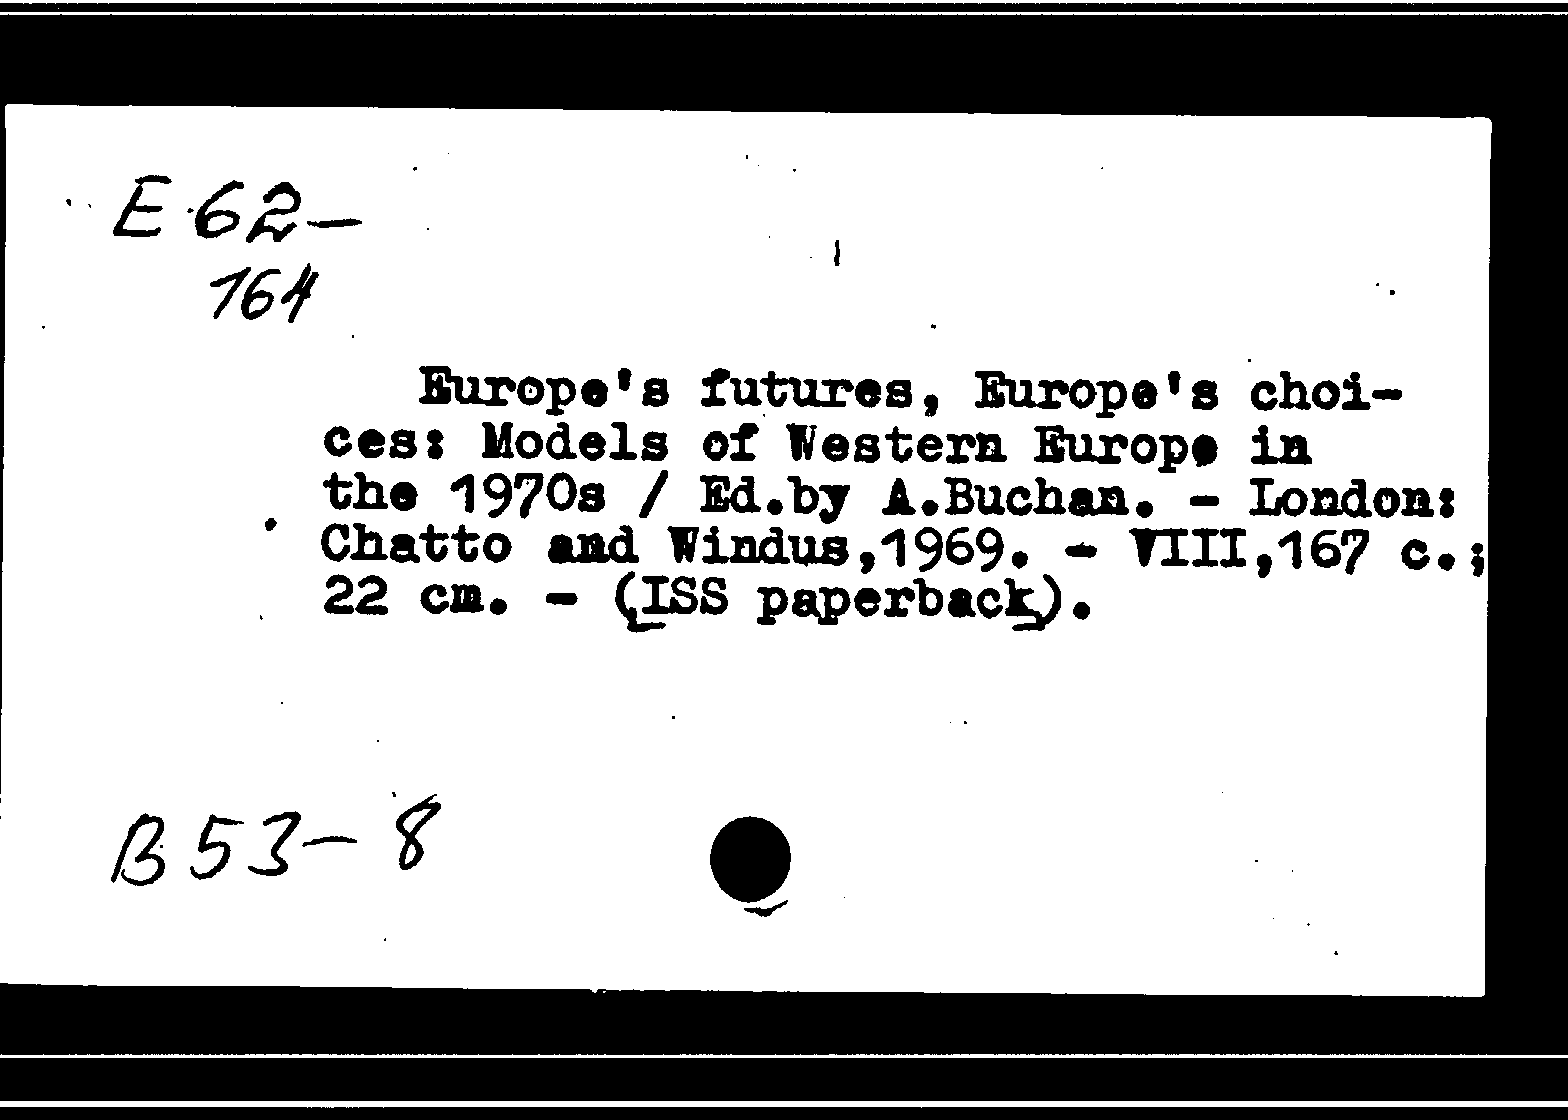 E 62-
164
Europe's futures, Europe's choi-
ces: Models of Western Europe in
the 1970s / Ed.by A.Buchan. - London:
Chatto and Windus,1969. - VIII,167 c.;
22 cm. - (ISS paperback).
B 53-8